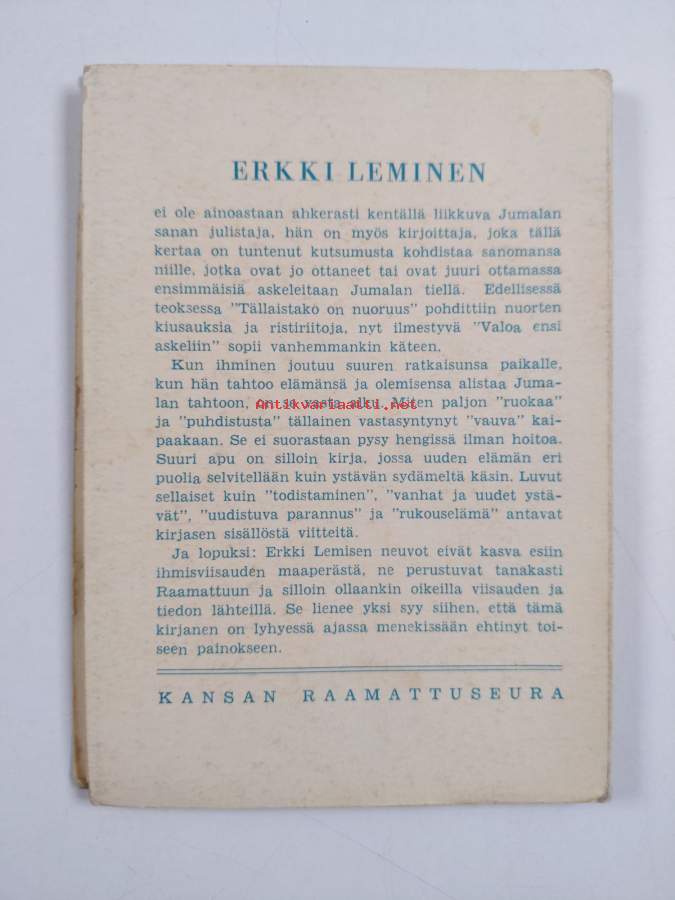 ERKKI LEMINEN
ei ole ainoastaan ahkerasti kentällä liikkuva Jumalan
sanan julistaja, hän on myös kirjoittaja, joka tällä
kertaa on tuntenut kutsumusta kohdistaa sanomansa
niille, jotka ovat jo ottaneet tai ovat juuri ottamassa
ensimmäisiä askeleitaan Jumalan tiellä. Edellisessä
teoksessa "Tällaistako on nuoruus" pohdittiin nuorten
kiusauksia ja ristiriitoja, nyt ilmestyvä "Valoa ensi
askeliin" sopii vanhemmankin käteen.
Kun ihminen joutuu suuren ratkaisunsa paikalle,
kun hän tahtoo elämänsä ja olemisensa alistaa Juma-
lan tahtoon, on se vasta alku. Miten paljon "ruokaa"
antikvariaatti.net
ja "puhdistusta" tällainen vastasyntynyt "vauva" kai-
paakaan. Se ei suorastaan pysy hengissä ilman hoitoa.
Suuri apu on silloin kirja, jossa uuden elämän eri
puolia selvitellään kuin ystävän sydämeltä käsin. Luvut
sellaiset kuin "todistaminen", "vanhat ja uudet ystä-
vät", "uudistuva parannus" ja "rukouselämä" antavat
kirjasen sisällöstä viitteitä.
Ja lopuksi: Erkki Lemisen neuvot eivät kasva esiin
ihmisviisauden maaperästä, ne perustuvat tanakasti
Raamattuun ja silloin ollaankin oikeilla viisauden ja
tiedon lähteillä. Se lienee yksi syy siihen, että tämä
kirjanen on lyhyessä ajassa menekissään ehtinyt toi-
seen painokseen.
KANSAN RAAMATTUSEURA